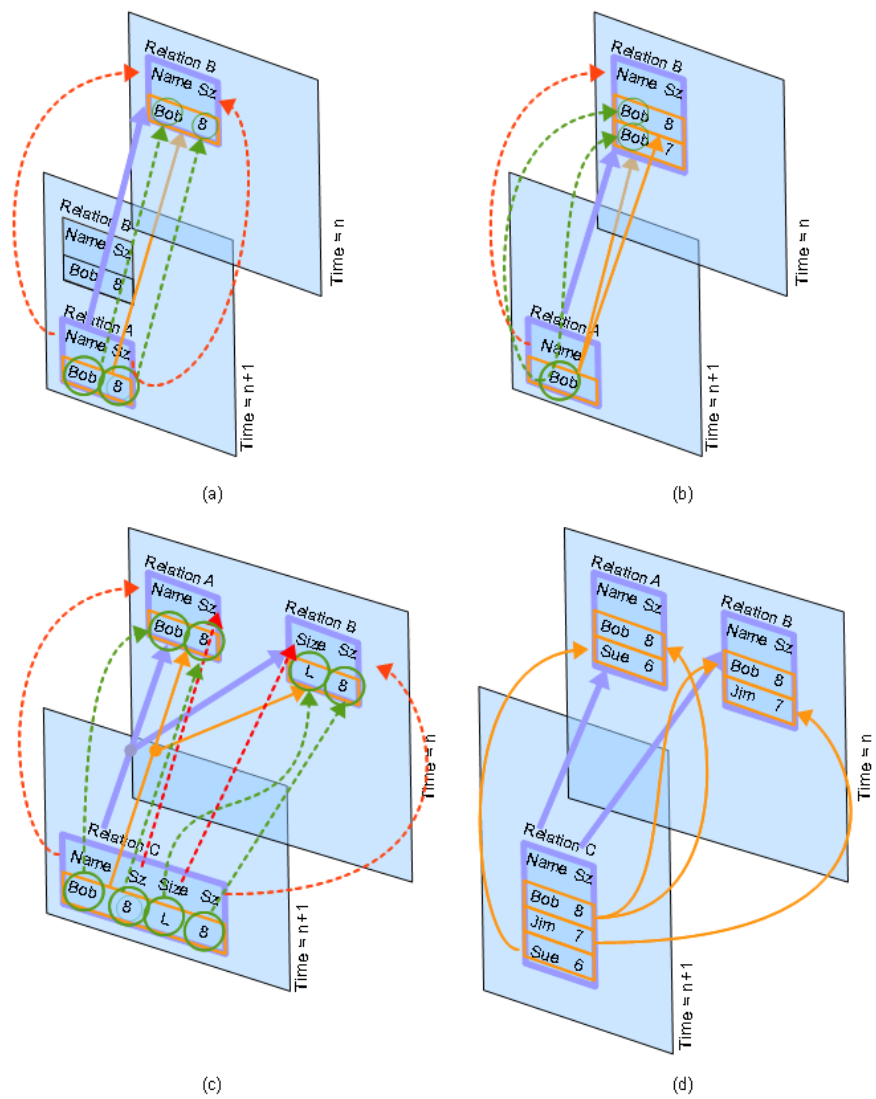 Relation B
Name Sz
Bob 8
Time = n
Relation B
Name Sz
Bob 8
Relation A
Name Sz
Bob 8
Time = n+1
(a)
Relation B
Name Sz
Bob 8
Bob 7
Time = n
Relation A
Name
Bob
Time = n+1
(b)
Relation A
Name Sz
Bob 8
Relation B
Size Sz
L 8
Time = n
Relation C
Name Sz Size Sz
Bob 8 L 8
Time = n+1
(c)
Relation A
Name Sz
Bob 8
Sue 6
Relation B
Name Sz
Bob 8
Jim 7
Time = n
Relation C
Name Sz
Bob 8
Jim 7
Sue 6
Time = n+1
(d)